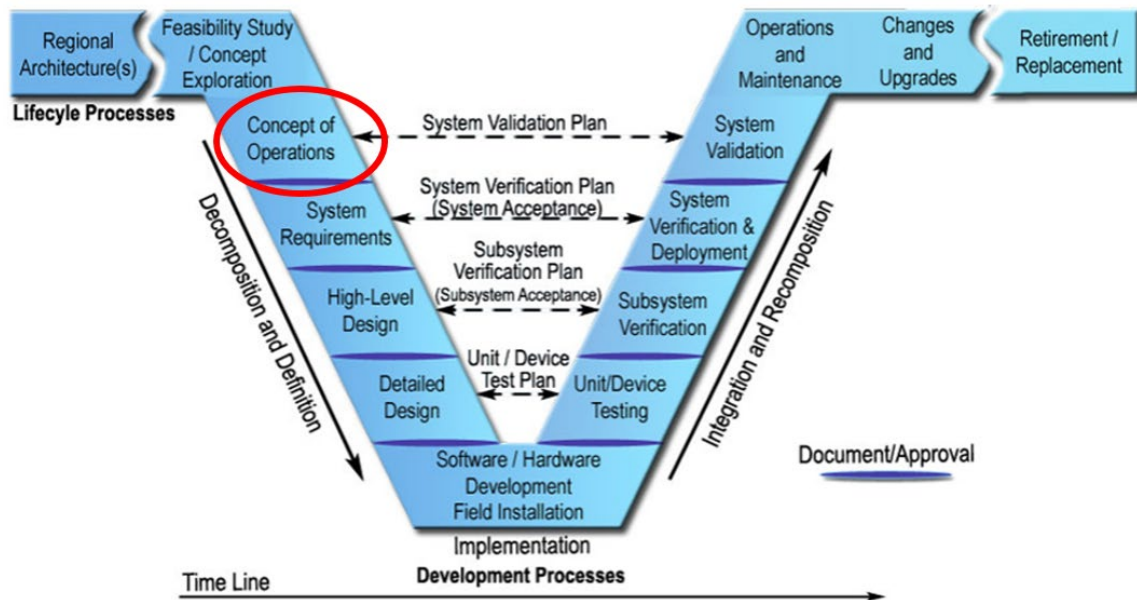 Regional
Architecture(s)
Feasibility Study
/ Concept
Exploration
Operations
and
Maintenance
Changes
and
Upgrades
Retirement /
Replacement
Lifecyle Processes
Concept of
Operations
System Validation Plan
System
Validation
System
Requirements
System Verification Plan
(System Acceptance)
System
Verification &
Deployment
High-Level
Design
Subsystem
Verification Plan
(Subsystem Acceptance)
Subsystem
Verification
Detailed
Design
Unit / Device
Test Plan
Unit/Device
Testing
Decomposition and Definition
Integration and Recomposition
Software / Hardware
Development
Field Installation
Document/Approval
Implementation
Development Processes
Time Line